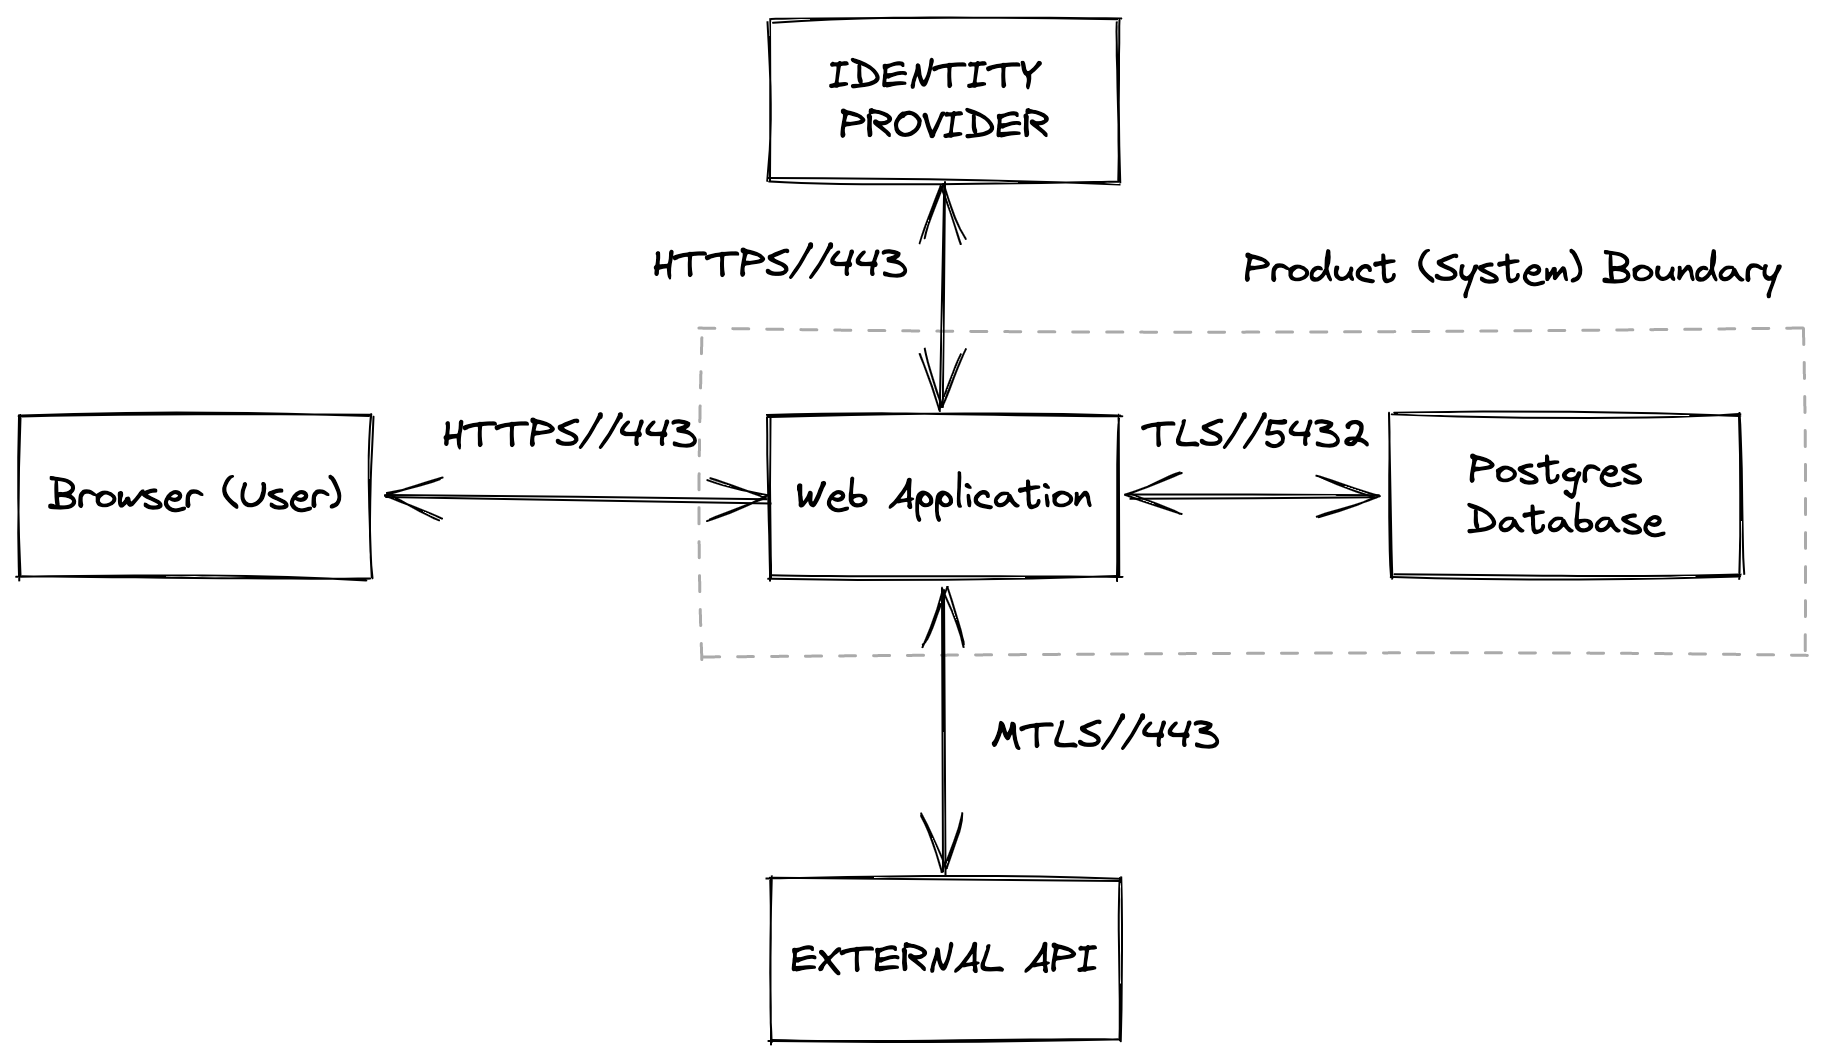 IDENTITY
PROVIDER
HTTPS//443
Product (System) Boundary
HTTPS//443
TLS//5432
Browser (User)
Web Application
Postgres
Database
MTLS//443
EXTERNAL API